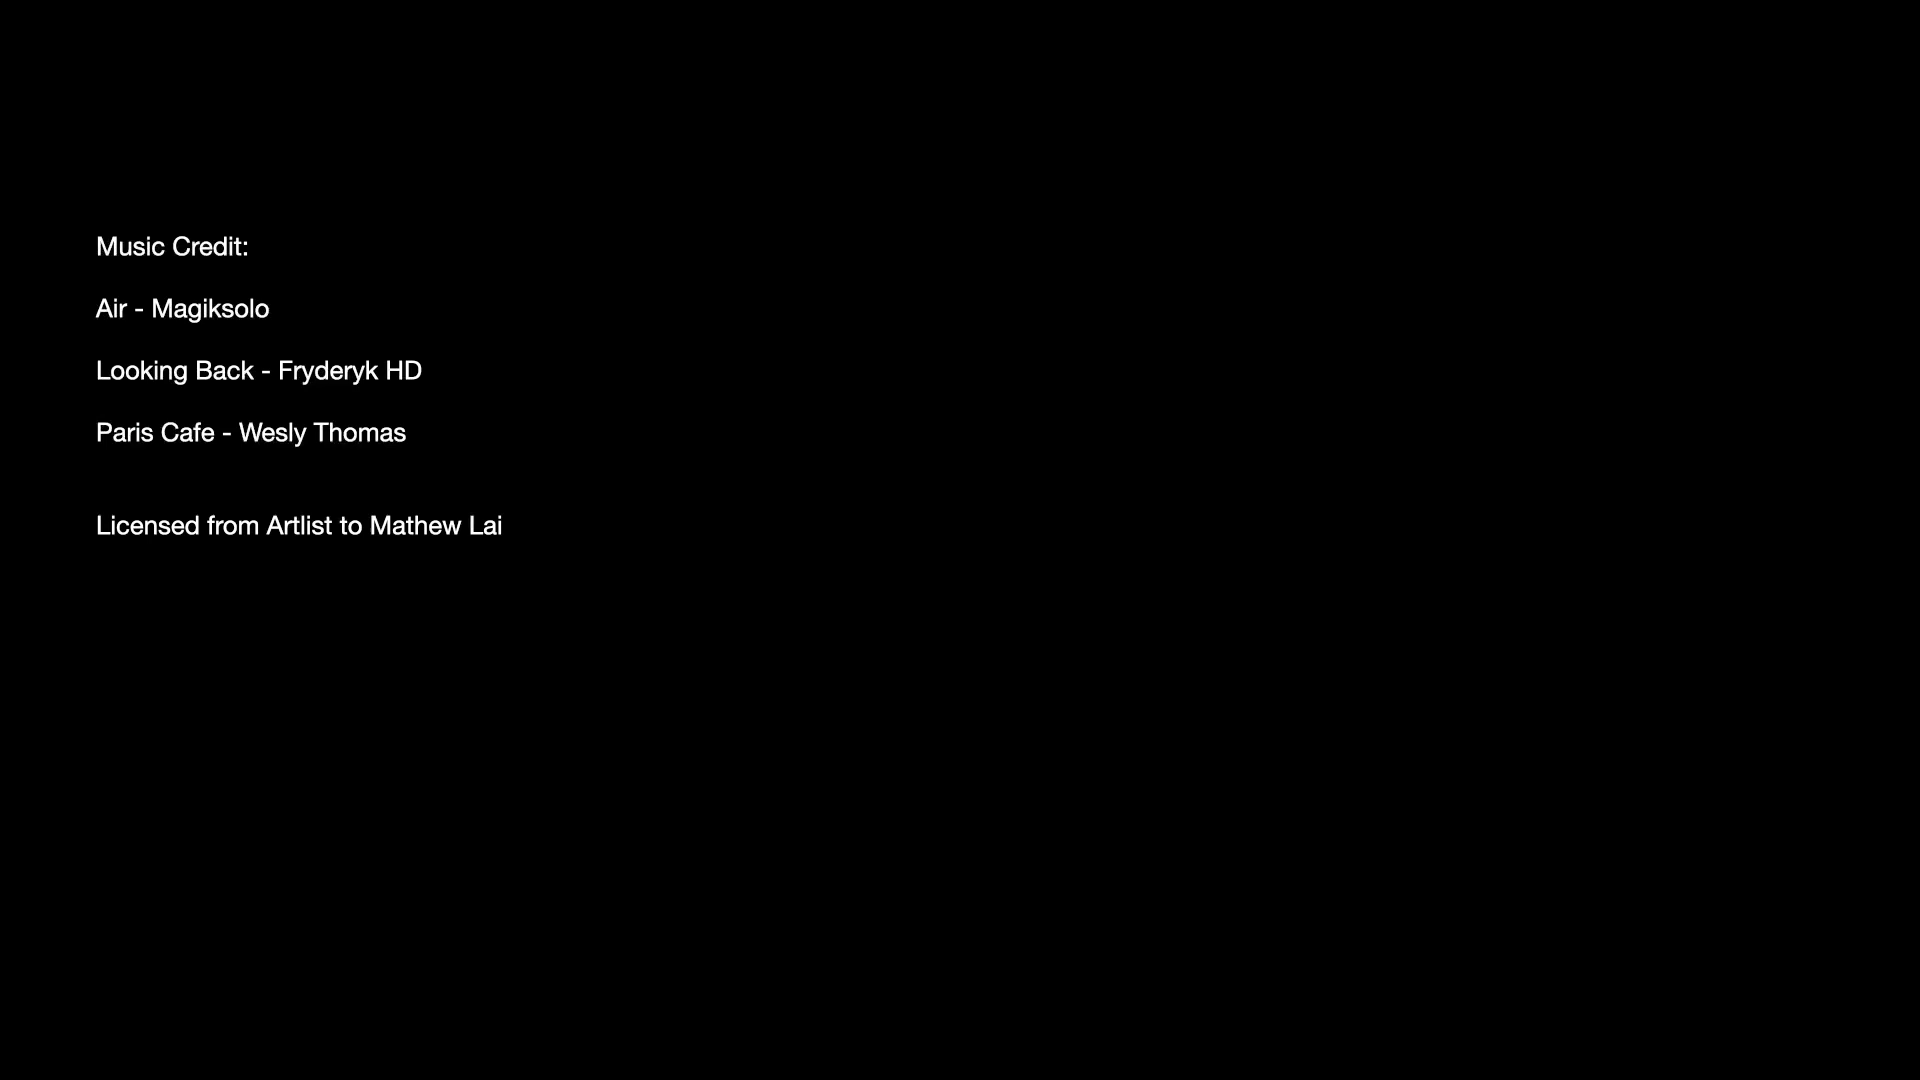 Music Credit:
Air - Magiksolo
Looking Back - Fryderyk HD
Paris Cafe - Wesly Thomas
Licensed from Artlist to Mathew Lai